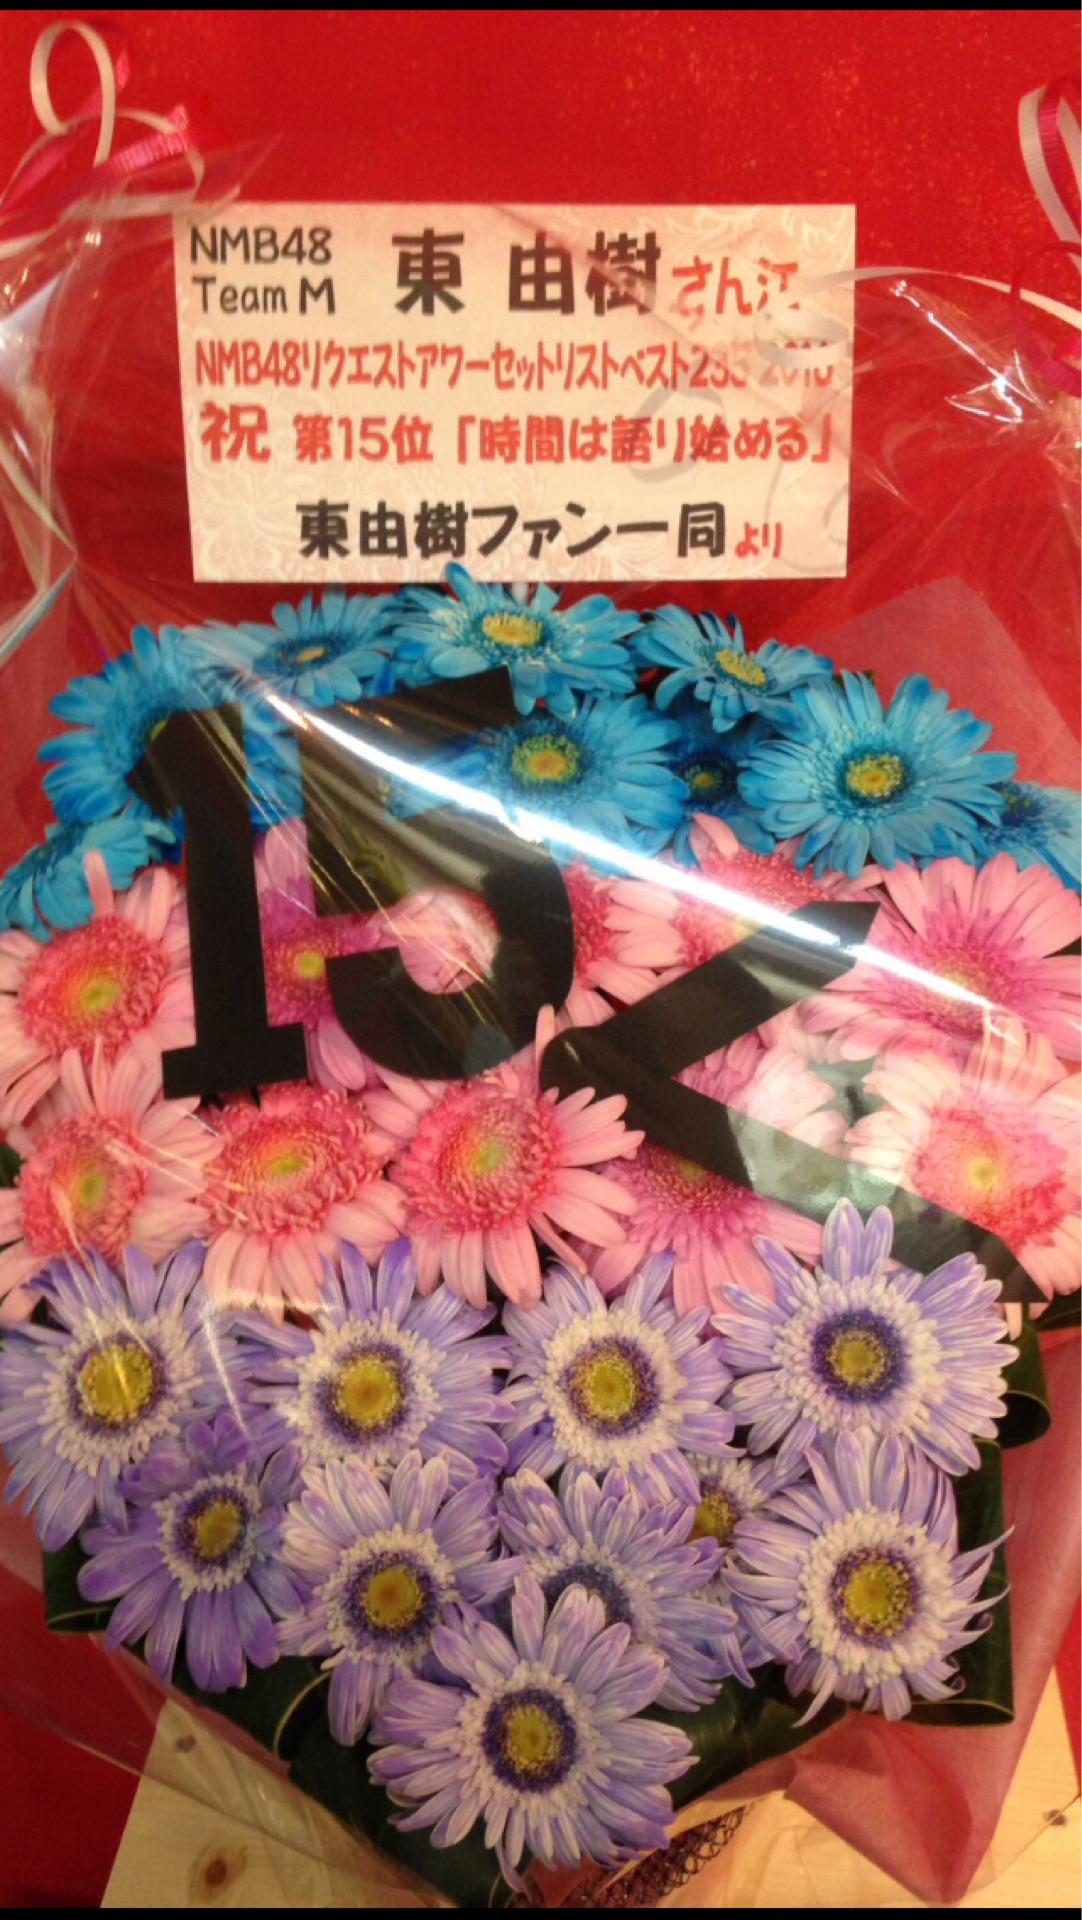 NMB48
Team M 東 由樹 さん江
NMB48リクエストアワーセットリストベスト235 2016
祝 第15位「時間は語り始める」
東由樹ファン一同より
15